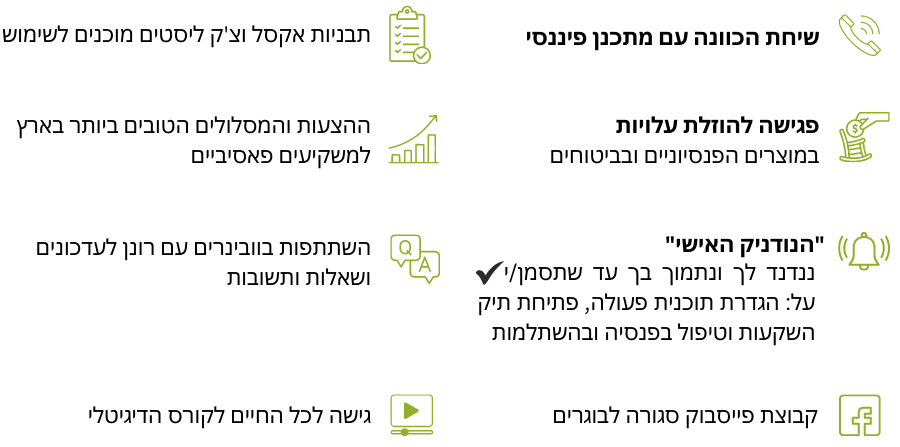 שיחת הכוונה עם מתכנן פיננסי
תבניות אקסל וצ'ק ליסטים מוכנים לשימוש
פגישה להוזלת עלויות
במוצרים הפנסיוניים ובביטוחים
ההצעות והמסלולים הטובים ביותר בארץ
למשקיעים פאסיביים
"הנודניק האישי"
ננדנד לך ונתמוך בך עד שתסמן/י✔
על: הגדרת תוכנית פעולה, פתיחת תיק
השקעות וטיפול בפנסיה ובהשתלמות
השתתפות בוובינרים עם רונן לעדכונים
ושאלות ותשובות
Q
A
קבוצת פייסבוק סגורה לבוגרים
גישה לכל החיים לקורס הדיגיטלי